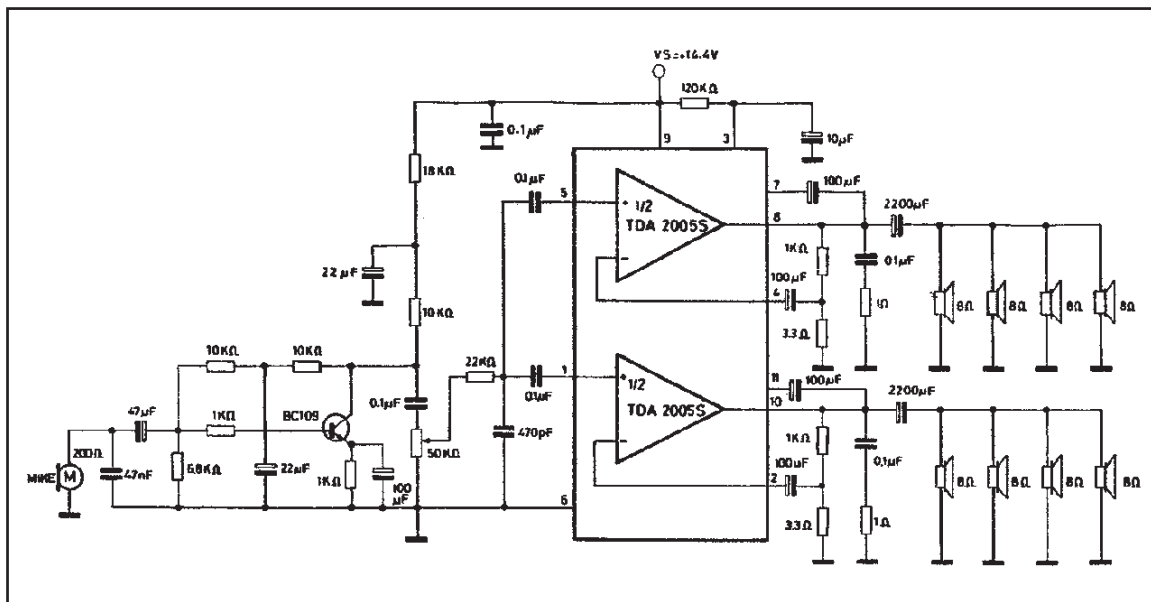 VS=+14.4V
120KΩ
0.1µF
9
3
10µF
18KΩ
0.1µF
5
7
100µF
2200µF
1/2
TDA 2005S
8
22µF
1KΩ
0.1µF
100µF
4
10KΩ
1Ω
8Ω
8Ω
8Ω
8Ω
3.3Ω
10KΩ
10KΩ
22KΩ
1
0.1µF
11
100µF
1/2
TDA 2005S
10
2200µF
47µF
1KΩ
BC109
0.1µF
470pF
1KΩ
0,1µF
200Ω
50KΩ
100µF
MIKE
M
47nF
6.8KΩ
22µF
1KΩ
100
µF
2
8Ω
8Ω
8Ω
8Ω
6
3.3Ω
1Ω